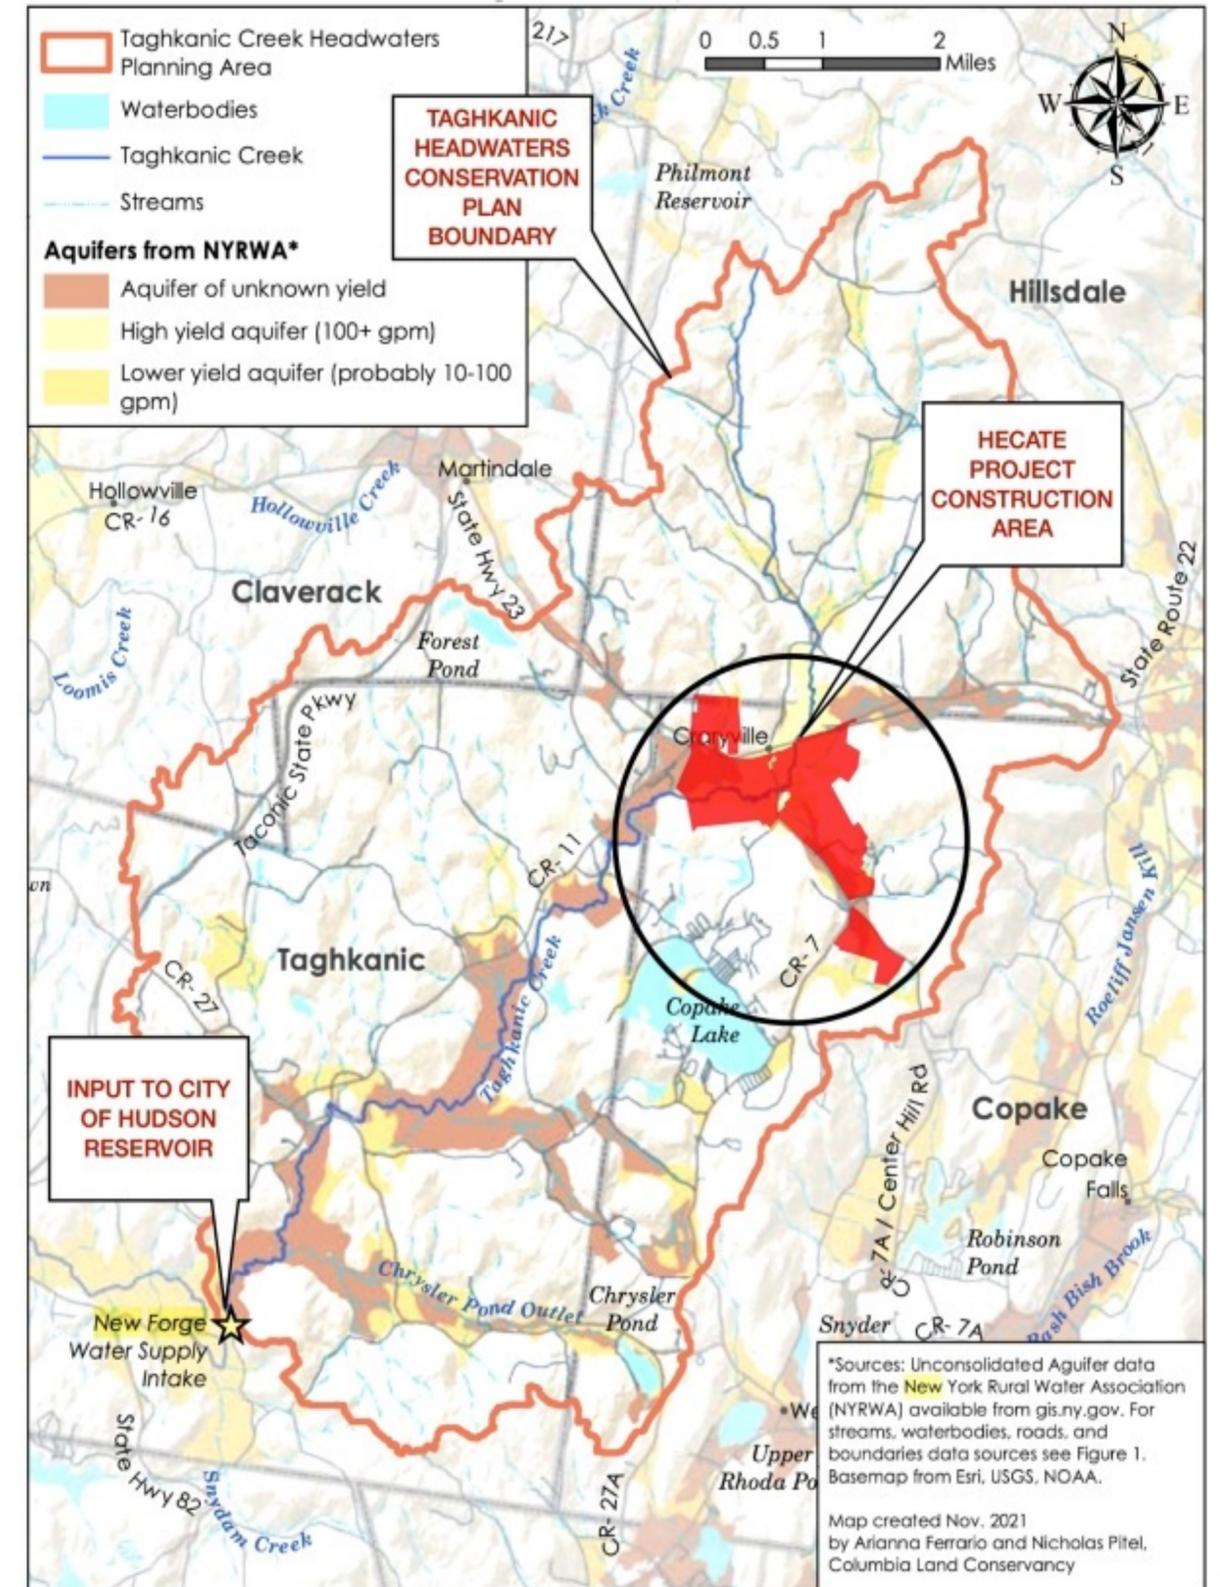 Taghkanic Creek Headwaters
Planning Area
Waterbodies
Taghkanic Creek
Streams
Aquifers from NYRWA*
Aquifer of unknown yield
High yield aquifer (100+ gpm)
Lower yield aquifer (probably 10-100
gpm)
217
Creek
0 0.5 1 2
Miles
N
W E
S
TAGHKANIC
HEADWATERS
CONSERVATION
PLAN
BOUNDARY
Philmont
Reservoir
Hillsdale
HECATE
PROJECT
CONSTRUCTION
AREA
Martindale
Hollowville
CR-16
Hollowville Creek
State Hwy 23
Claverack
Loomis Creek
Forest
Pond
State Route 22
Taconic State Pkwy
Craryville
CR-11
Roeliff Jansen Kill
Taghkanic
CR-27
Taghkanic Creek
CR-7
Copake
Lake
INPUT TO CITY
OF HUDSON
RESERVOIR
Copake
CR-7A / Center Hill Rd
Copake
Falls
Robinson
Pond
Bash Bish Brook
Chrysler Pond Outlet
Chrysler
Pond
Snyder
CR-7A
New Forge
Water Supply
Intake
State Hwy 82
Snydam Creek
CR-27A
Upper
Rhoda Po
*Sources: Unconsolidated Aguifer data
from the New York Rural Water Association
(NYRWA) available from gis.ny.gov. For
streams, waterbodies, roads, and
boundaries data sources see Figure 1.
Basemap from Esri, USGS, NOAA.
Map created Nov. 2021
by Arianna Ferrario and Nicholas Pitel,
Columbia Land Conservancy